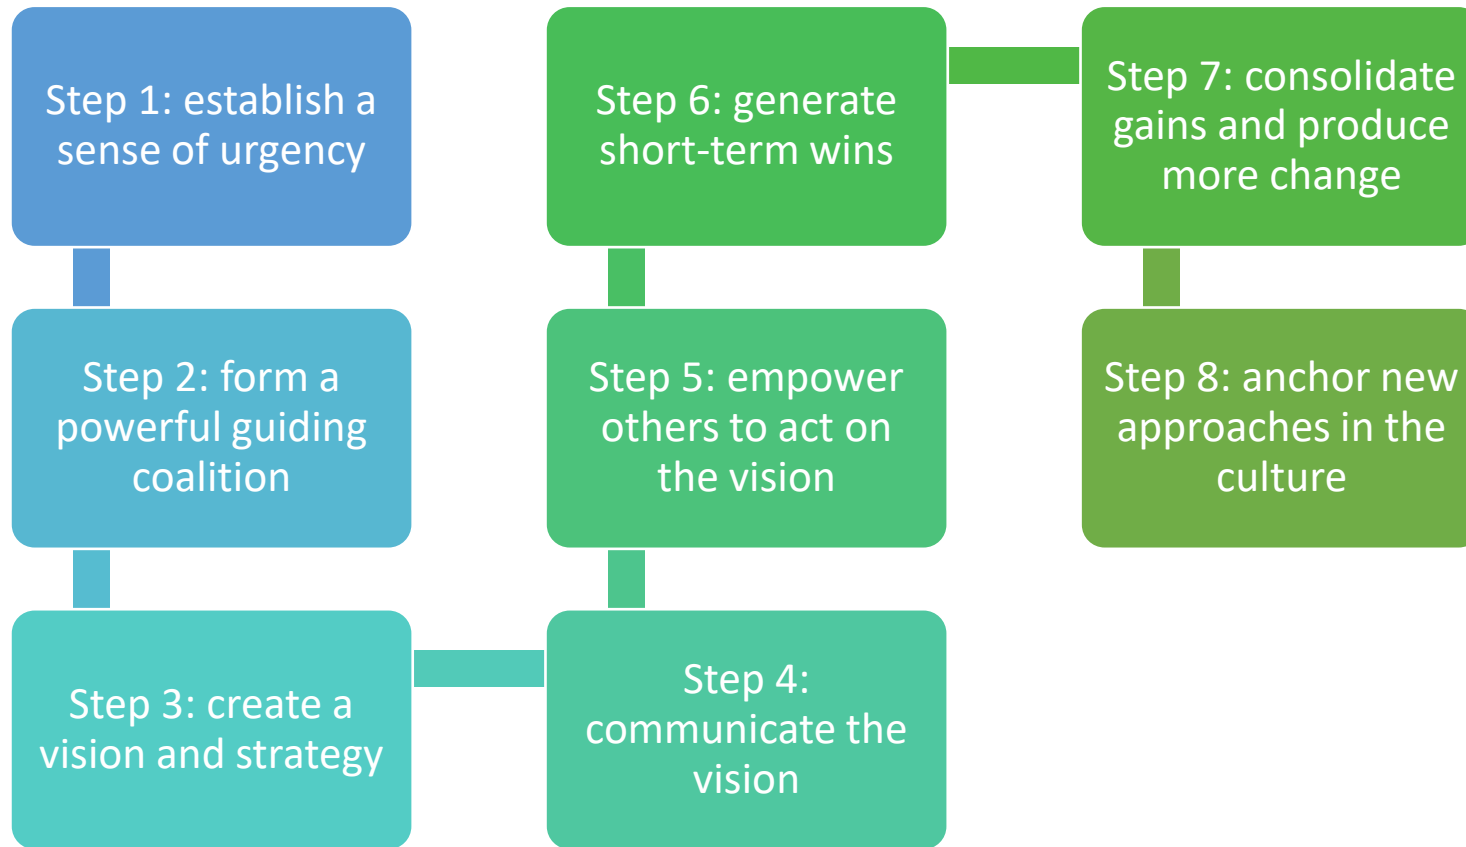 Step 1: establish a
sense of urgency
Step 2: form a
powerful guiding
coalition
Step 3: create a
vision and strategy
Step 4:
communicate the
vision
Step 5: empower
others to act on
the vision
Step 6: generate
short-term wins
Step 7: consolidate
gains and produce
more change
Step 8: anchor new
approaches in the
culture